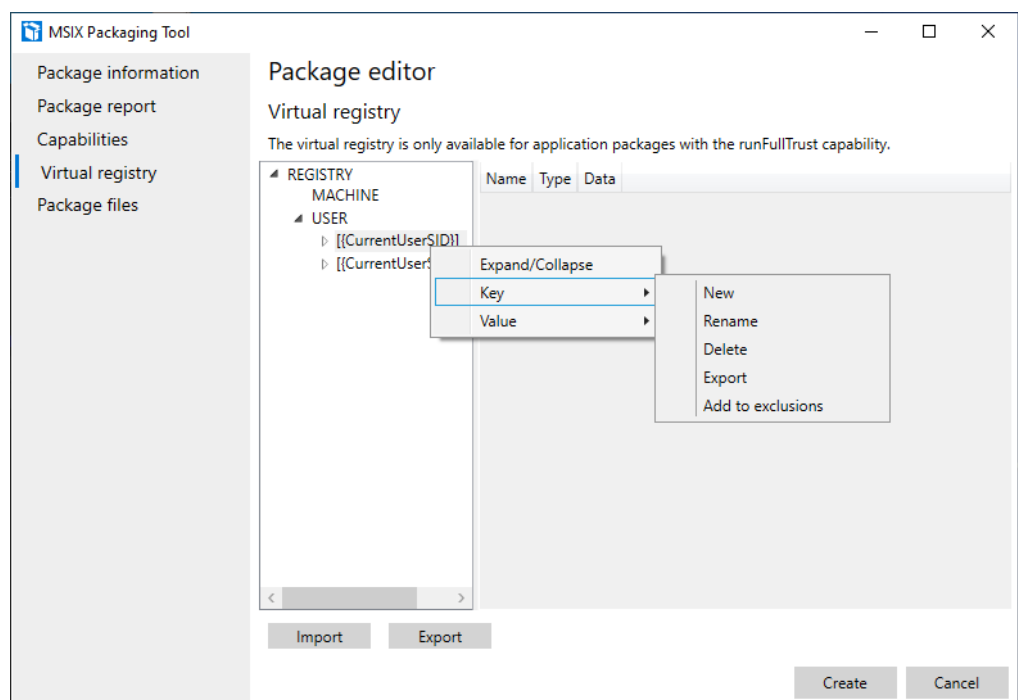 MSIX Packaging Tool
Package information
Package report
Capabilities
Virtual registry
Package files
Package editor
Virtual registry
The virtual registry is only available for application packages with the runFullTrust capability.
REGISTRY
MACHINE
USER
[{CurrentUserSID}]
[{CurrentUser
Name Type Data
Expand/Collapse
Key
Value
New
Rename
Delete
Export
Add to exclusions
Import Export
Create Cancel